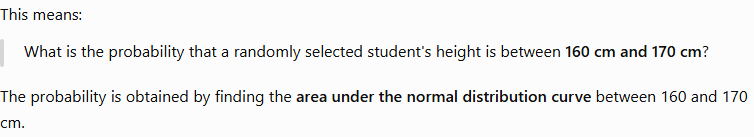 This means:
What is the probability that a randomly selected student's height is between 160 cm and 170 cm?
The probability is obtained by finding the area under the normal distribution curve between 160 and 170
cm.